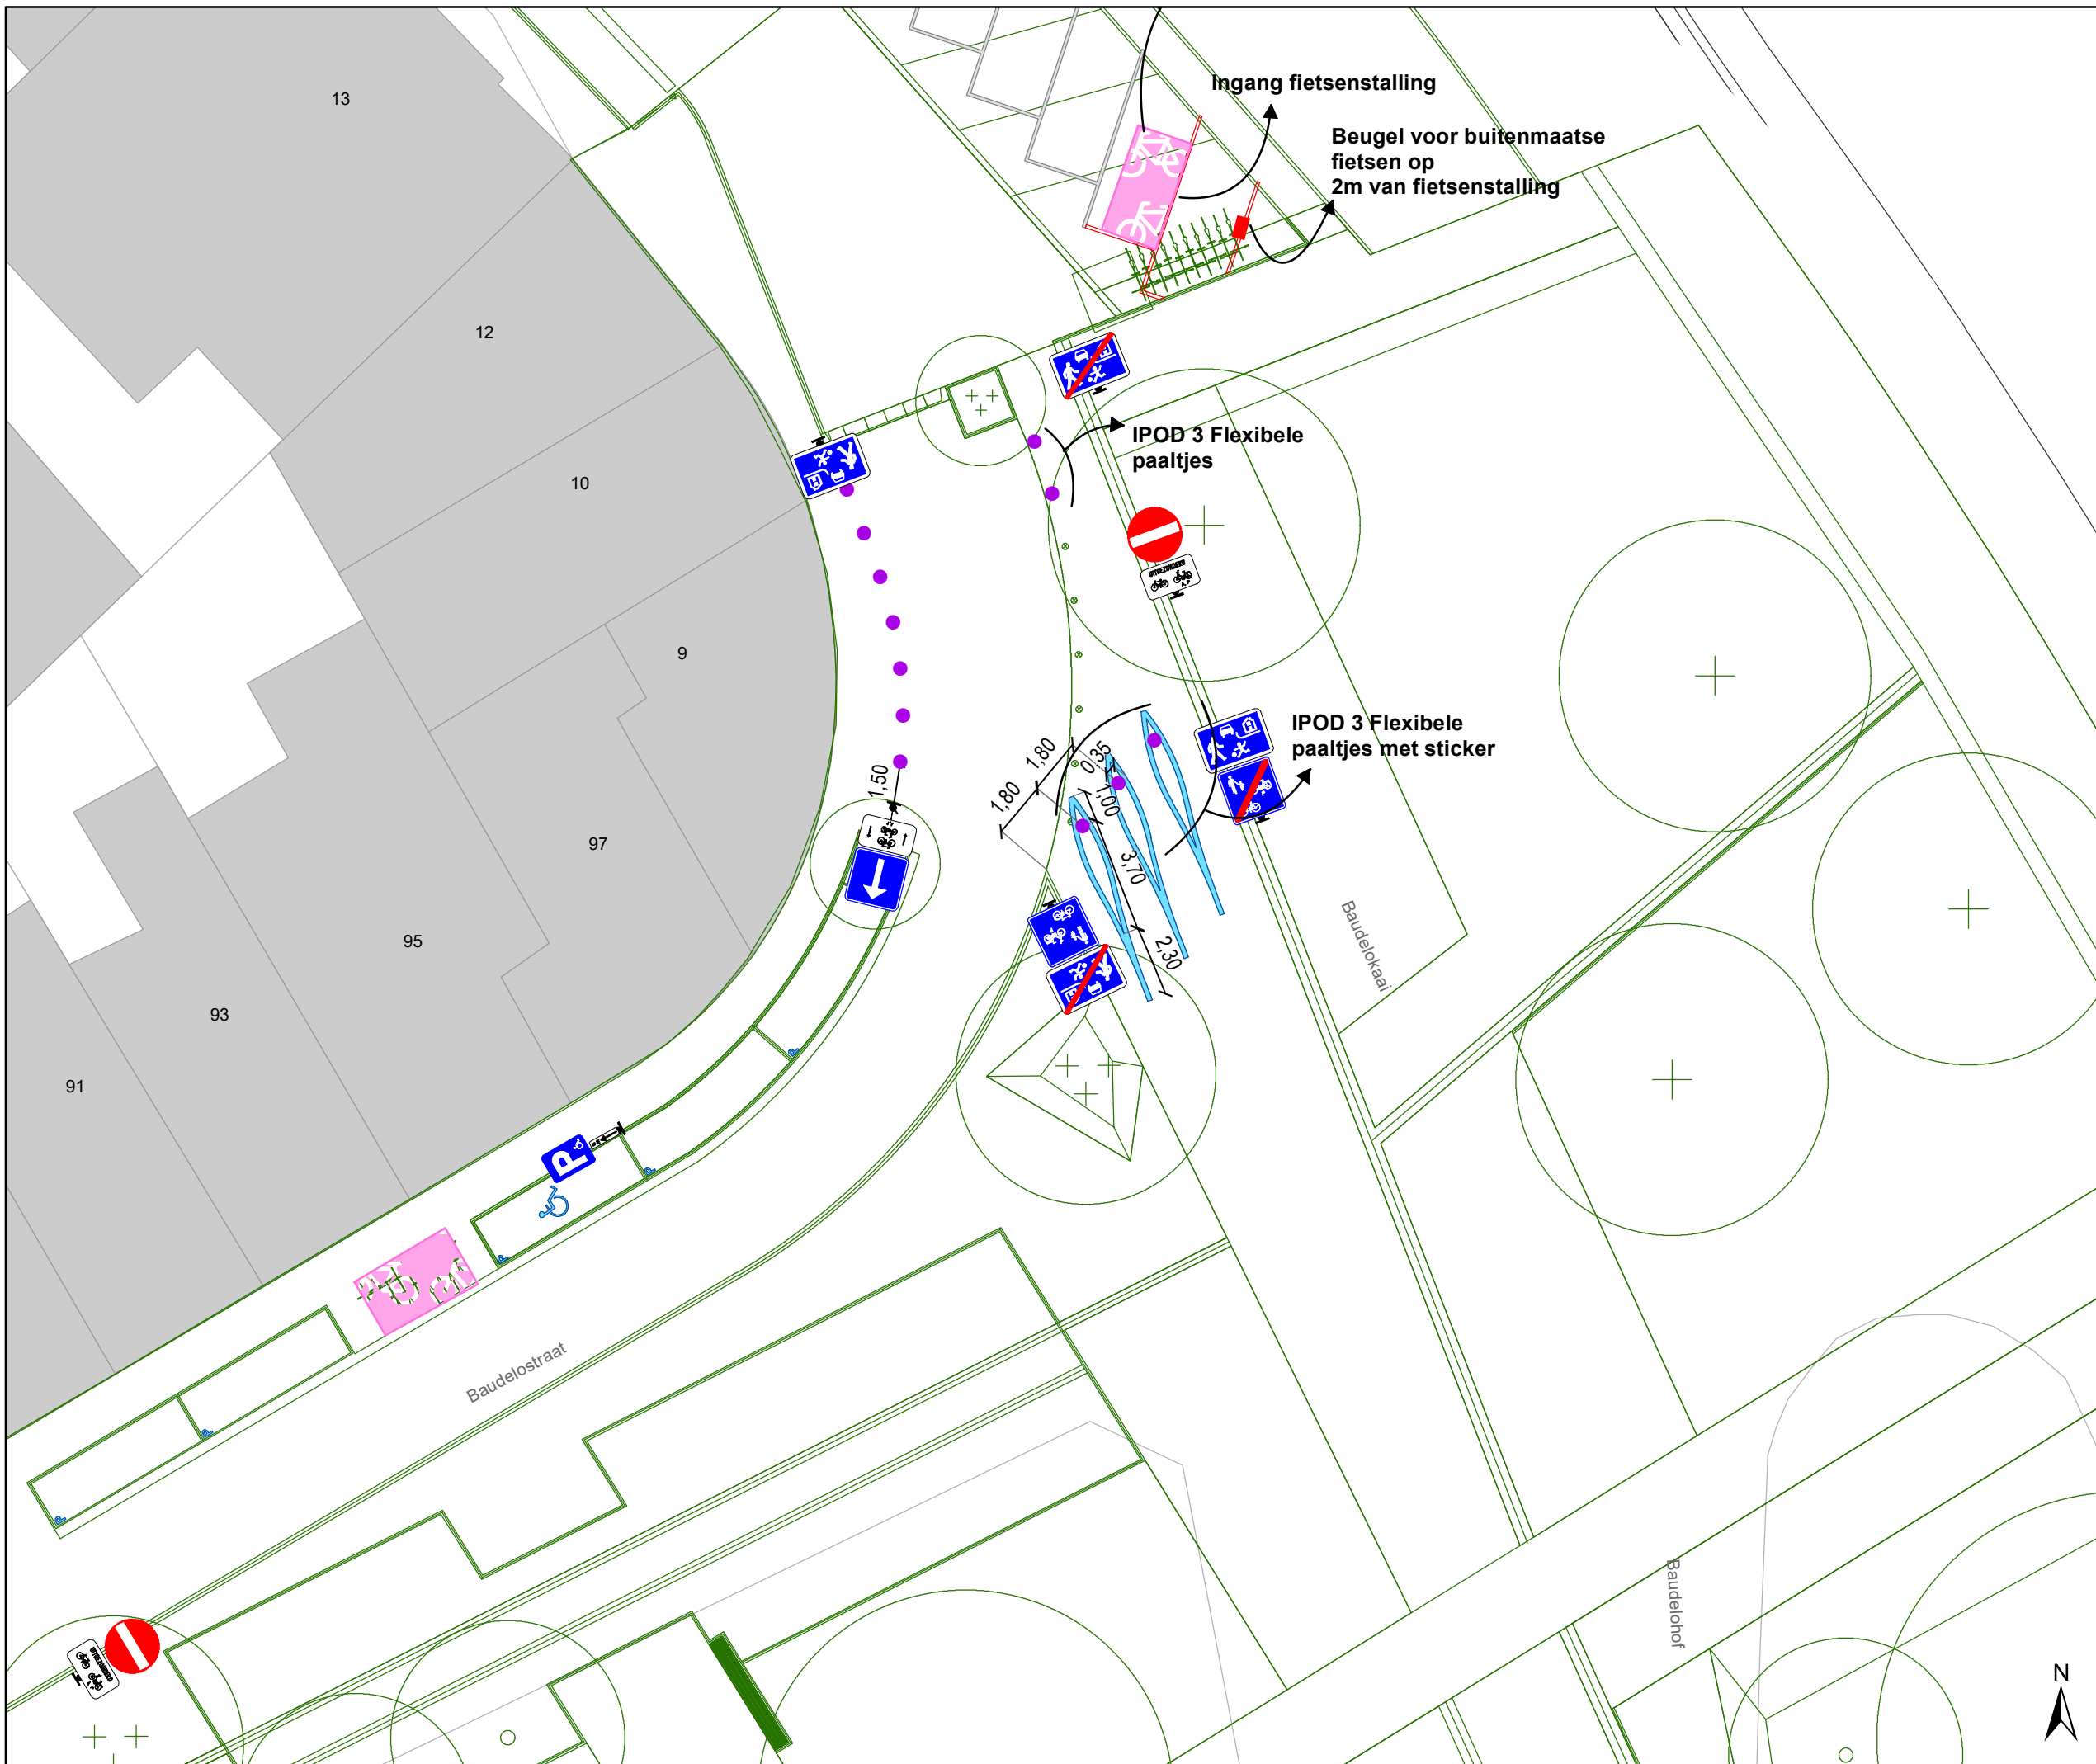 13
Ingang fietsenstalling
Beugel voor buitenmaatse
fietsen op
2m van fietsenstalling
12
IPOD 3 Flexibele
paaltjes
10
9
IPOD 3 Flexibele
paaltjes met sticker
1,80
0,35
1,50
1,80
1,00
97
3,70
95
Baudelokaai
2,30
93
91
P
Baudelostraat
Baudelohof
N